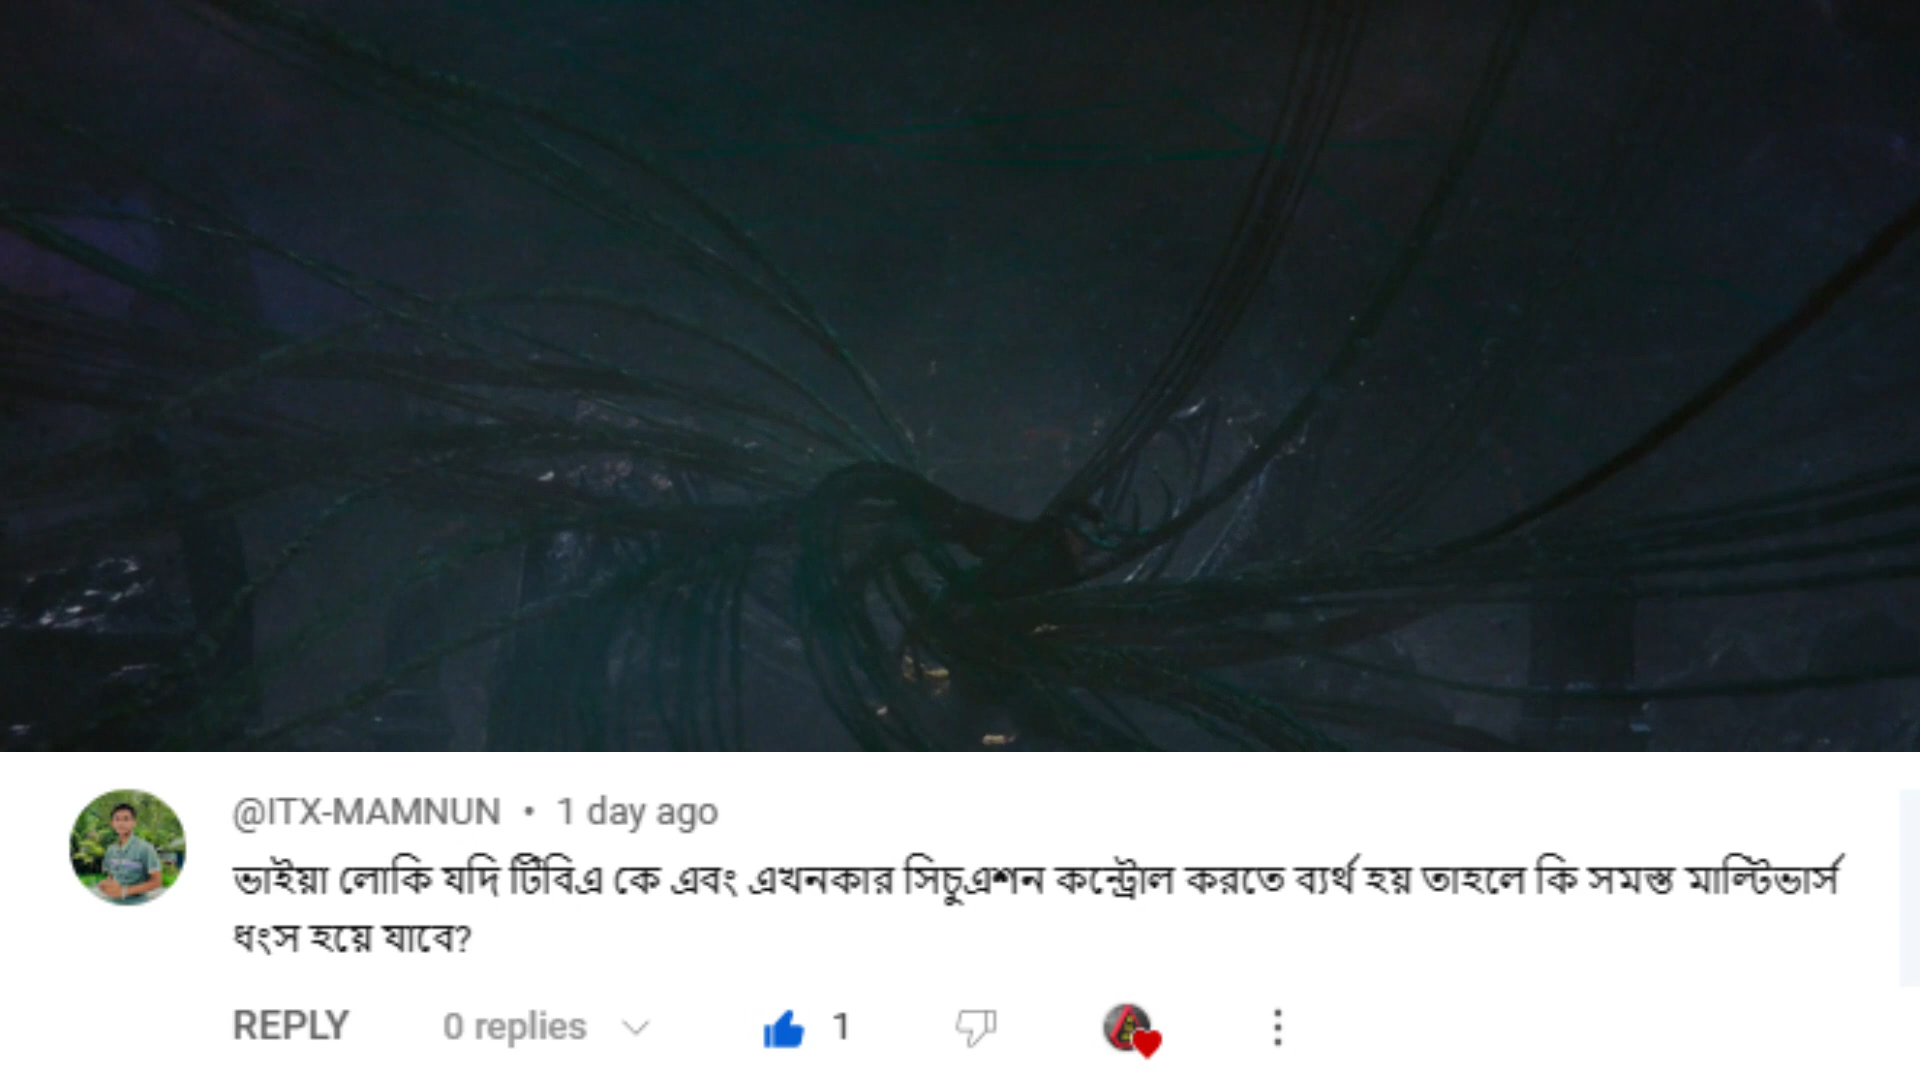 @ITX-MAMNUN • 1 day ago
ভাইয়া লোকি যদি টিবিএ কে এবং এখনকার সিচুএশন কন্ট্রোল করতে ব্যর্থ হয় তাহলে কি সমস্ত মাল্টিভার্স
ধংস হয়ে যাবে?
REPLY 0 replies 1